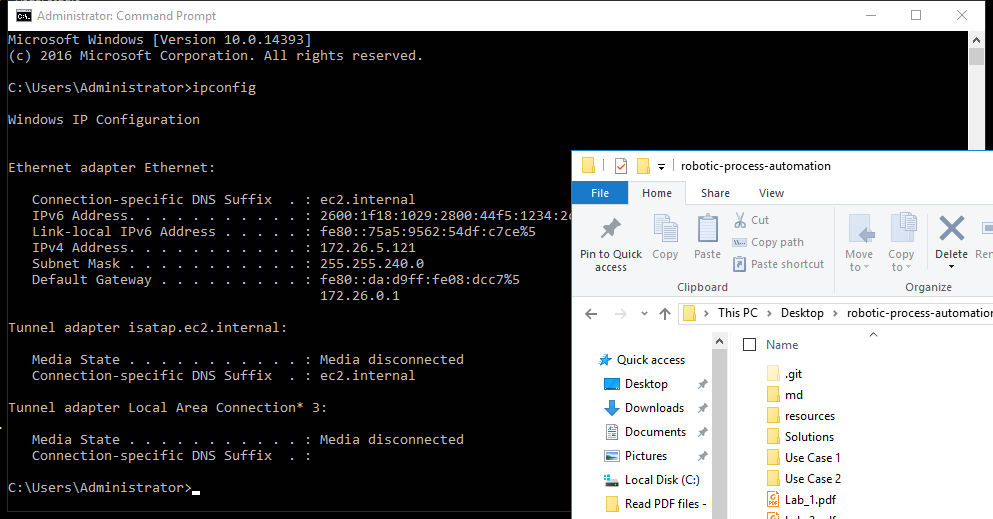 Administrator: Command Prompt
Microsoft Windows [Version 10.0.14393]
(c) 2016 Microsoft Corporation. All rights reserved.
C:\Users\Administrator>ipconfig
Windows IP Configuration
Ethernet adapter Ethernet:
Connection-specific DNS Suffix . : ec2.internal
IPv6 Address. . . . . . . . . . . : 2600:1f18:1029:2800:44f5:1234:2
Link-local IPv6 Address . . . . . : fe80::75a5:9562:54df:c7ce%5
IPv4 Address. . . . . . . . . . . : 172.26.5.121
Subnet Mask . . . . . . . . . . . : 255.255.240.0
Default Gateway . . . . . . . . . : fe80::da:d9ff:fe08:dcc7%5
172.26.0.1
Tunnel adapter isatap.ec2.internal:
Media State . . . . . . . . . . . : Media disconnected
Connection-specific DNS Suffix . : ec2.internal
Tunnel adapter Local Area Connection* 3:
Media State . . . . . . . . . . . : Media disconnected
Connection-specific DNS Suffix . :
C:\Users\Administrator>
robotic-process-automation
File Home Share View
Pin to Quick access
Copy
Paste
Cut
Copy path
Paste shortcut
Clipboard
Move to
Copy to
Delete
Organize
This PC > Desktop > robotic-process-automation
Quick access
Desktop
Downloads
Documents
Pictures
Local Disk (C:)
Read PDF files -
Name
.git
md
resources
Solutions
Use Case 1
Use Case 2
Lab_1.pdf